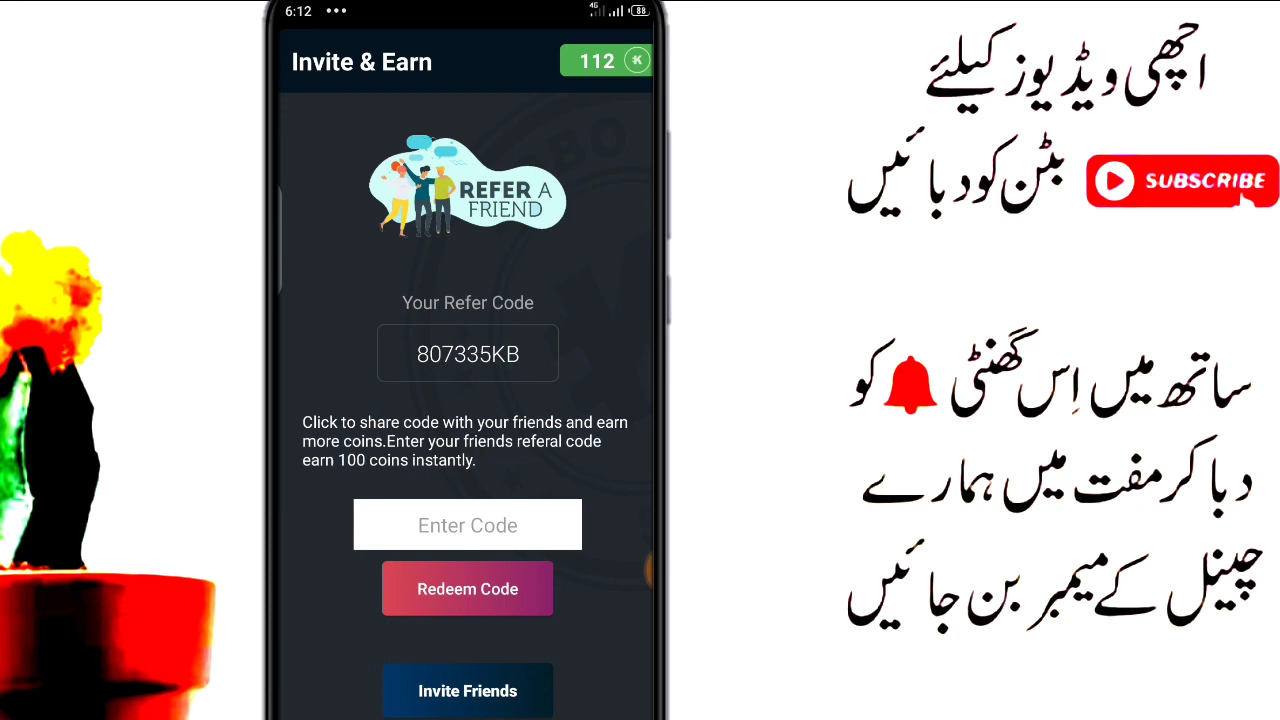 6:12
4G
88
Invite & Earn
112
K
REFER A
FRIEND
Your Refer Code
807335KB
Click to share code with your friends and earn
more coins.Enter your friends referal code
earn 100 coins instantly.
Enter Code
Redeem Code
Invite Friends
اچھی ویڈیوز کیلئے
بٹن کو دبائیں
SUBSCRIBE
ساتھ میں اِس گھنٹی کو
دبا کر مفت میں ہمارے
چینل کے میمبر بن جائیں